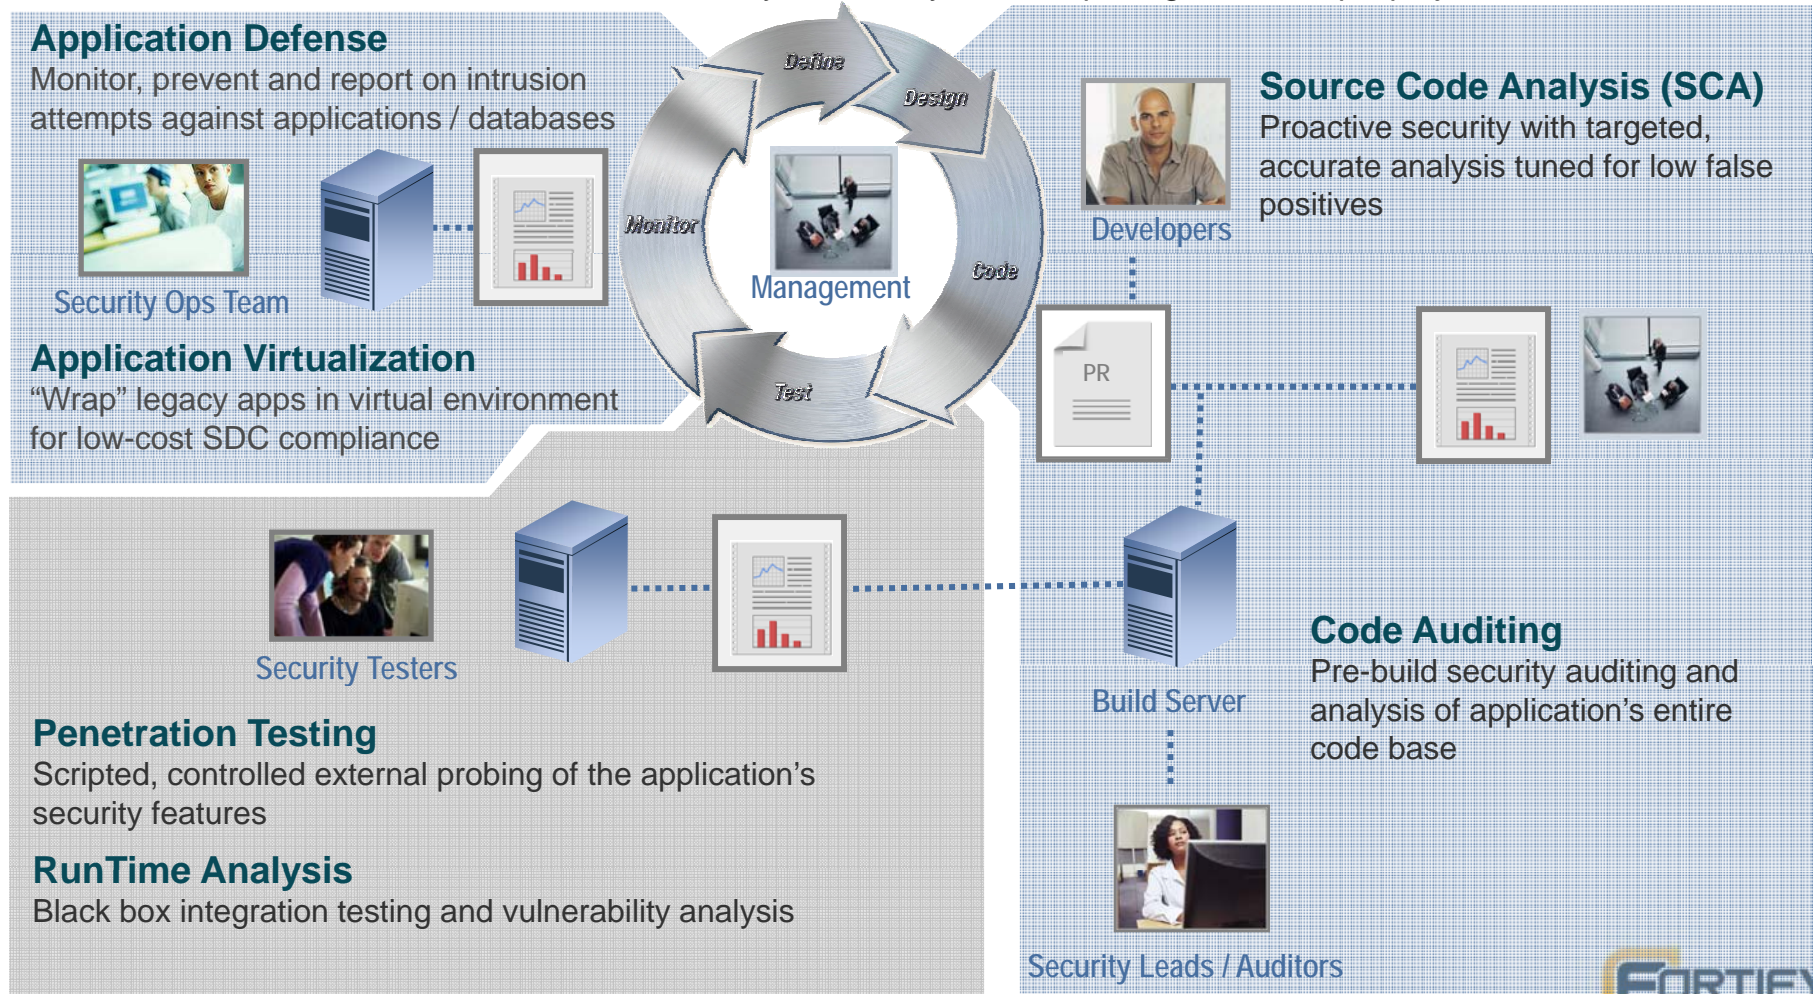 Application Defense
Monitor, prevent and report on intrusion
attempts against applications / databases
Security Ops Team
Application Virtualization
“Wrap” legacy apps in virtual environment
for low-cost SDC compliance
Define
Design
Code
Test
Monitor
Management
Source Code Analysis (SCA)
Proactive security with targeted,
accurate analysis tuned for low false
positives
Developers
PR
Security Testers
Penetration Testing
Scripted, controlled external probing of the application’s
security features
RunTime Analysis
Black box integration testing and vulnerability analysis
Build Server
Code Auditing
Pre-build security auditing and
analysis of application’s entire
code base
Security Leads / Auditors
FORTIFY